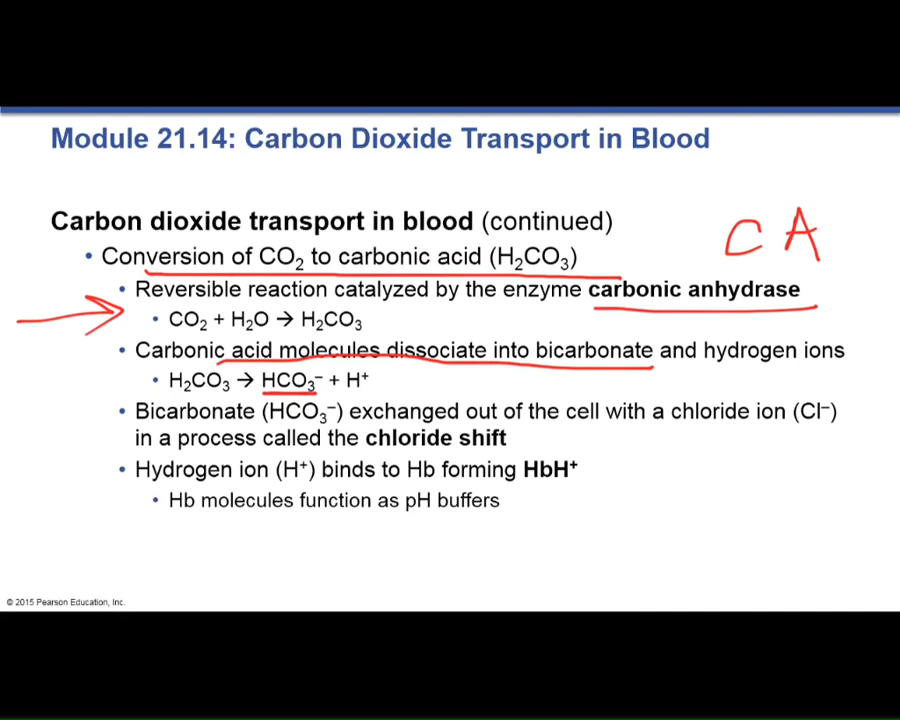 Module 21.14: Carbon Dioxide Transport in Blood
Carbon dioxide transport in blood (continued)
CA
• Conversion of CO₂ to carbonic acid (H₂CO₃)
• Reversible reaction catalyzed by the enzyme carbonic anhydrase
• CO₂ + H₂O → H₂CO₃
• Carbonic acid molecules dissociate into bicarbonate and hydrogen ions
• H₂CO₃ → HCO₃⁻ + H⁺
• Bicarbonate (HCO₃⁻) exchanged out of the cell with a chloride ion (Cl⁻)
in a process called the chloride shift
• Hydrogen ion (H⁺) binds to Hb forming HbH⁺
• Hb molecules function as pH buffers
© 2015 Pearson Education, Inc.